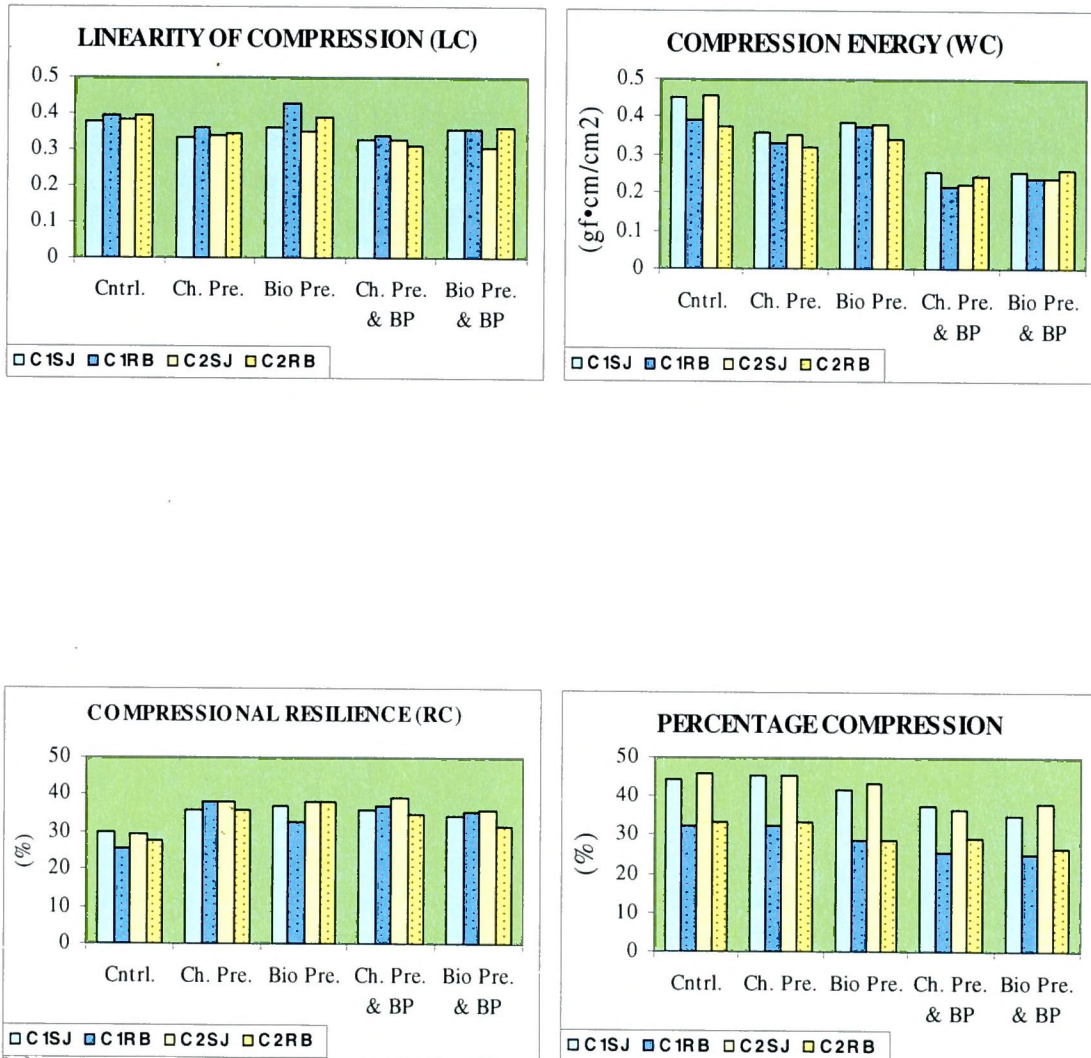 LINEARITY OF COMPRESSION (LC)
0.5
0.4
0.3
0.2
0.1
0
Cntrl. Ch. Pre. Bio Pre. Ch. Pre. Bio Pre.
& BP & BP
C1SJ C1RB C2SJ C2RB
COMPRESSION ENERGY (WC)
(gf•cm/cm2)
0.5
0.4
0.3
0.2
0.1
0
Cntrl. Ch. Pre. Bio Pre. Ch. Pre. Bio Pre.
& BP & BP
C1SJ C1RB C2SJ C2RB
COMPRESSIONAL RESILIENCE (RC)
(%)
50
40
30
20
10
0
Cntrl. Ch. Pre. Bio Pre. Ch. Pre. Bio Pre.
& BP & BP
C1SJ C1RB C2SJ C2RB
PERCENTAGE COMPRESSION
(%)
50
40
30
20
10
0
Cntrl. Ch. Pre. Bio Pre. Ch. Pre. Bio Pre.
& BP & BP
C1SJ C1RB C2SJ C2RB